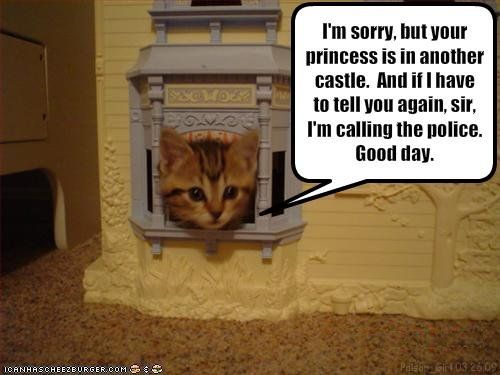 I'm sorry, but your
princess is in another
castle.  And if I have
to tell you again, sir,
I'm calling the police.
Good day.
ICANHASCHEEZBURGER.COM